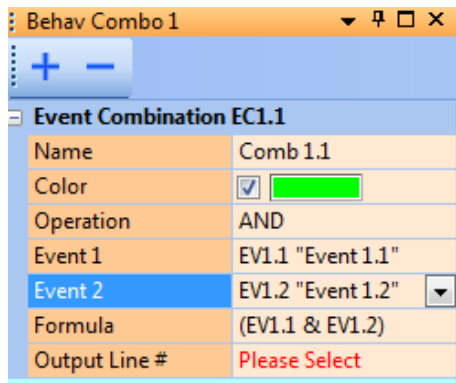 Behav Combo 1
Event Combination EC1.1
Name Comb 1.1
Color
Operation AND
Event 1 EV1.1 "Event 1.1"
Event 2 EV1.2 "Event 1.2"
Formula (EV1.1 & EV1.2)
Output Line # Please Select